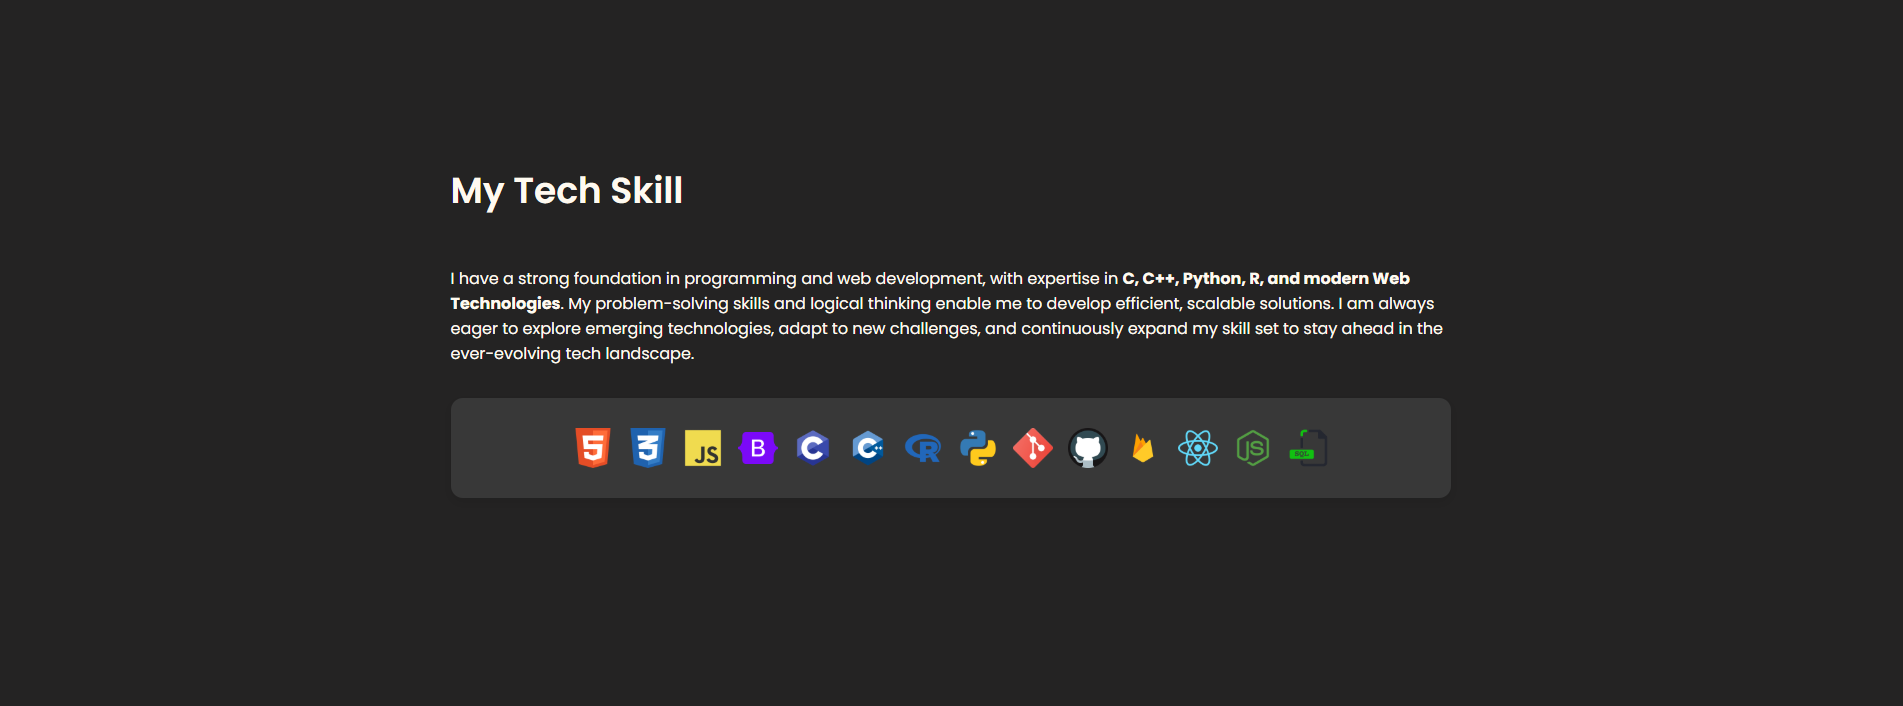 My Tech Skill
I have a strong foundation in programming and web development, with expertise in C, C++, Python, R, and modern Web
Technologies. My problem-solving skills and logical thinking enable me to develop efficient, scalable solutions. I am always
eager to explore emerging technologies, adapt to new challenges, and continuously expand my skill set to stay ahead in the
ever-evolving tech landscape.
5 3 JS B C C++ R JS SQL